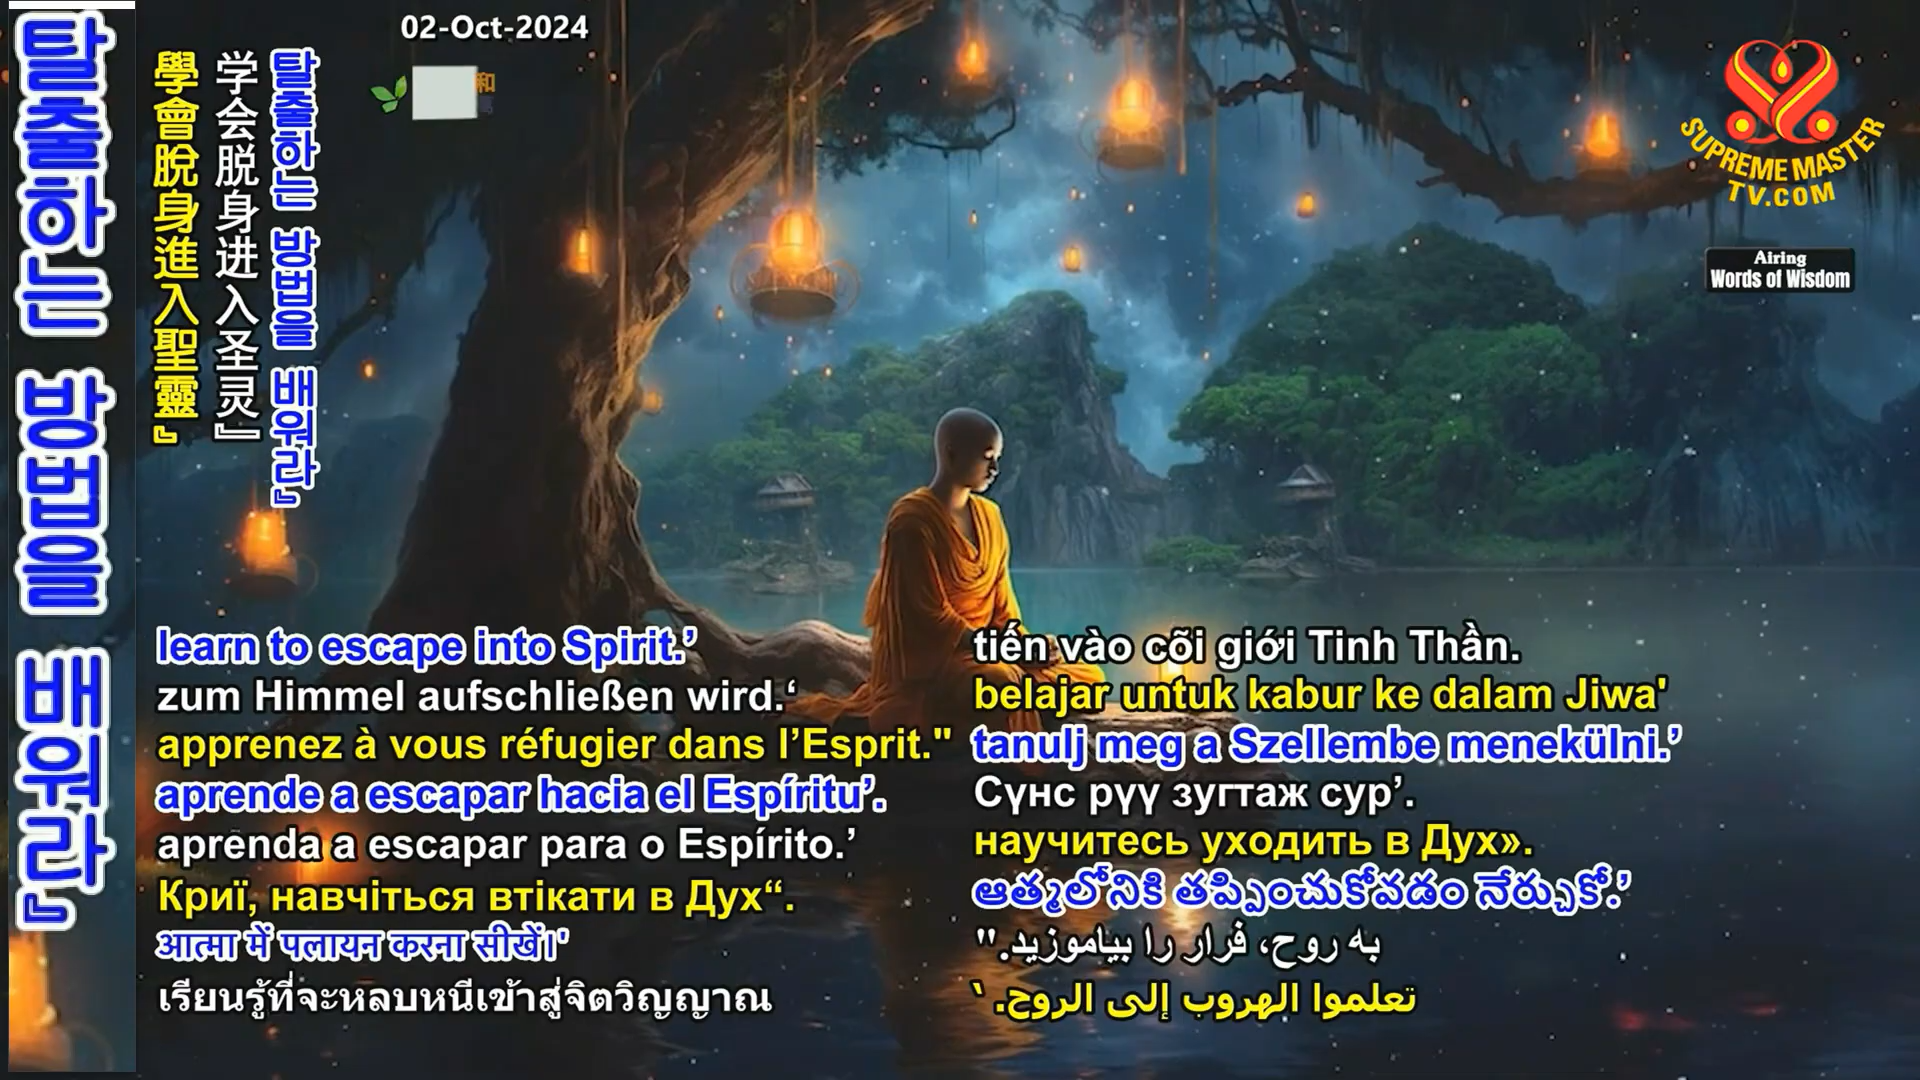 탈출하는 방법을 배워라』
學會脫身進入聖靈』
学会脱身进入圣灵』
탈출하는 방법을 배워라』
02-Oct-2024
和
SUPREME MASTER
TV.COM
Airing
Words of Wisdom
learn to escape into Spirit.’
zum Himmel aufschließen wird.‘
apprenez à vous réfugier dans l’Esprit."
aprende a escapar hacia el Espíritu’.
aprenda a escapar para o Espírito.’
Криї, навчіться втікати в Дух“.
आत्मा में पलायन करना सीखें।'
เรียนรู้ที่จะหลบหนีเข้าสู่จิตวิญญาณ
tiến vào cõi giới Tinh Thần.
belajar untuk kabur ke dalam Jiwa'
tanulj meg a Szellembe menekülni.’
Сүнс рүү зугтаж сур’.
научитесь уходить в Дух».
ఆత్మలోనికి తప్పించుకోవడం నేర్చుకో.’
به روح، فرار را بیاموزید."
تعلموا الهروب إلى الروح. ‛